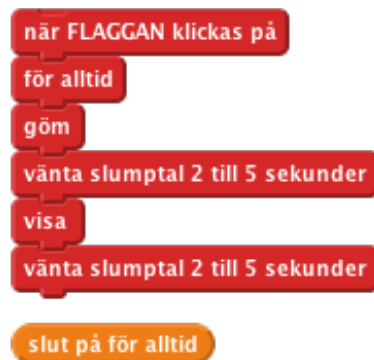 när FLAGGAN klickas på
för alltid
göm
vänta slumptal 2 till 5 sekunder
visa
vänta slumptal 2 till 5 sekunder
slut på för alltid